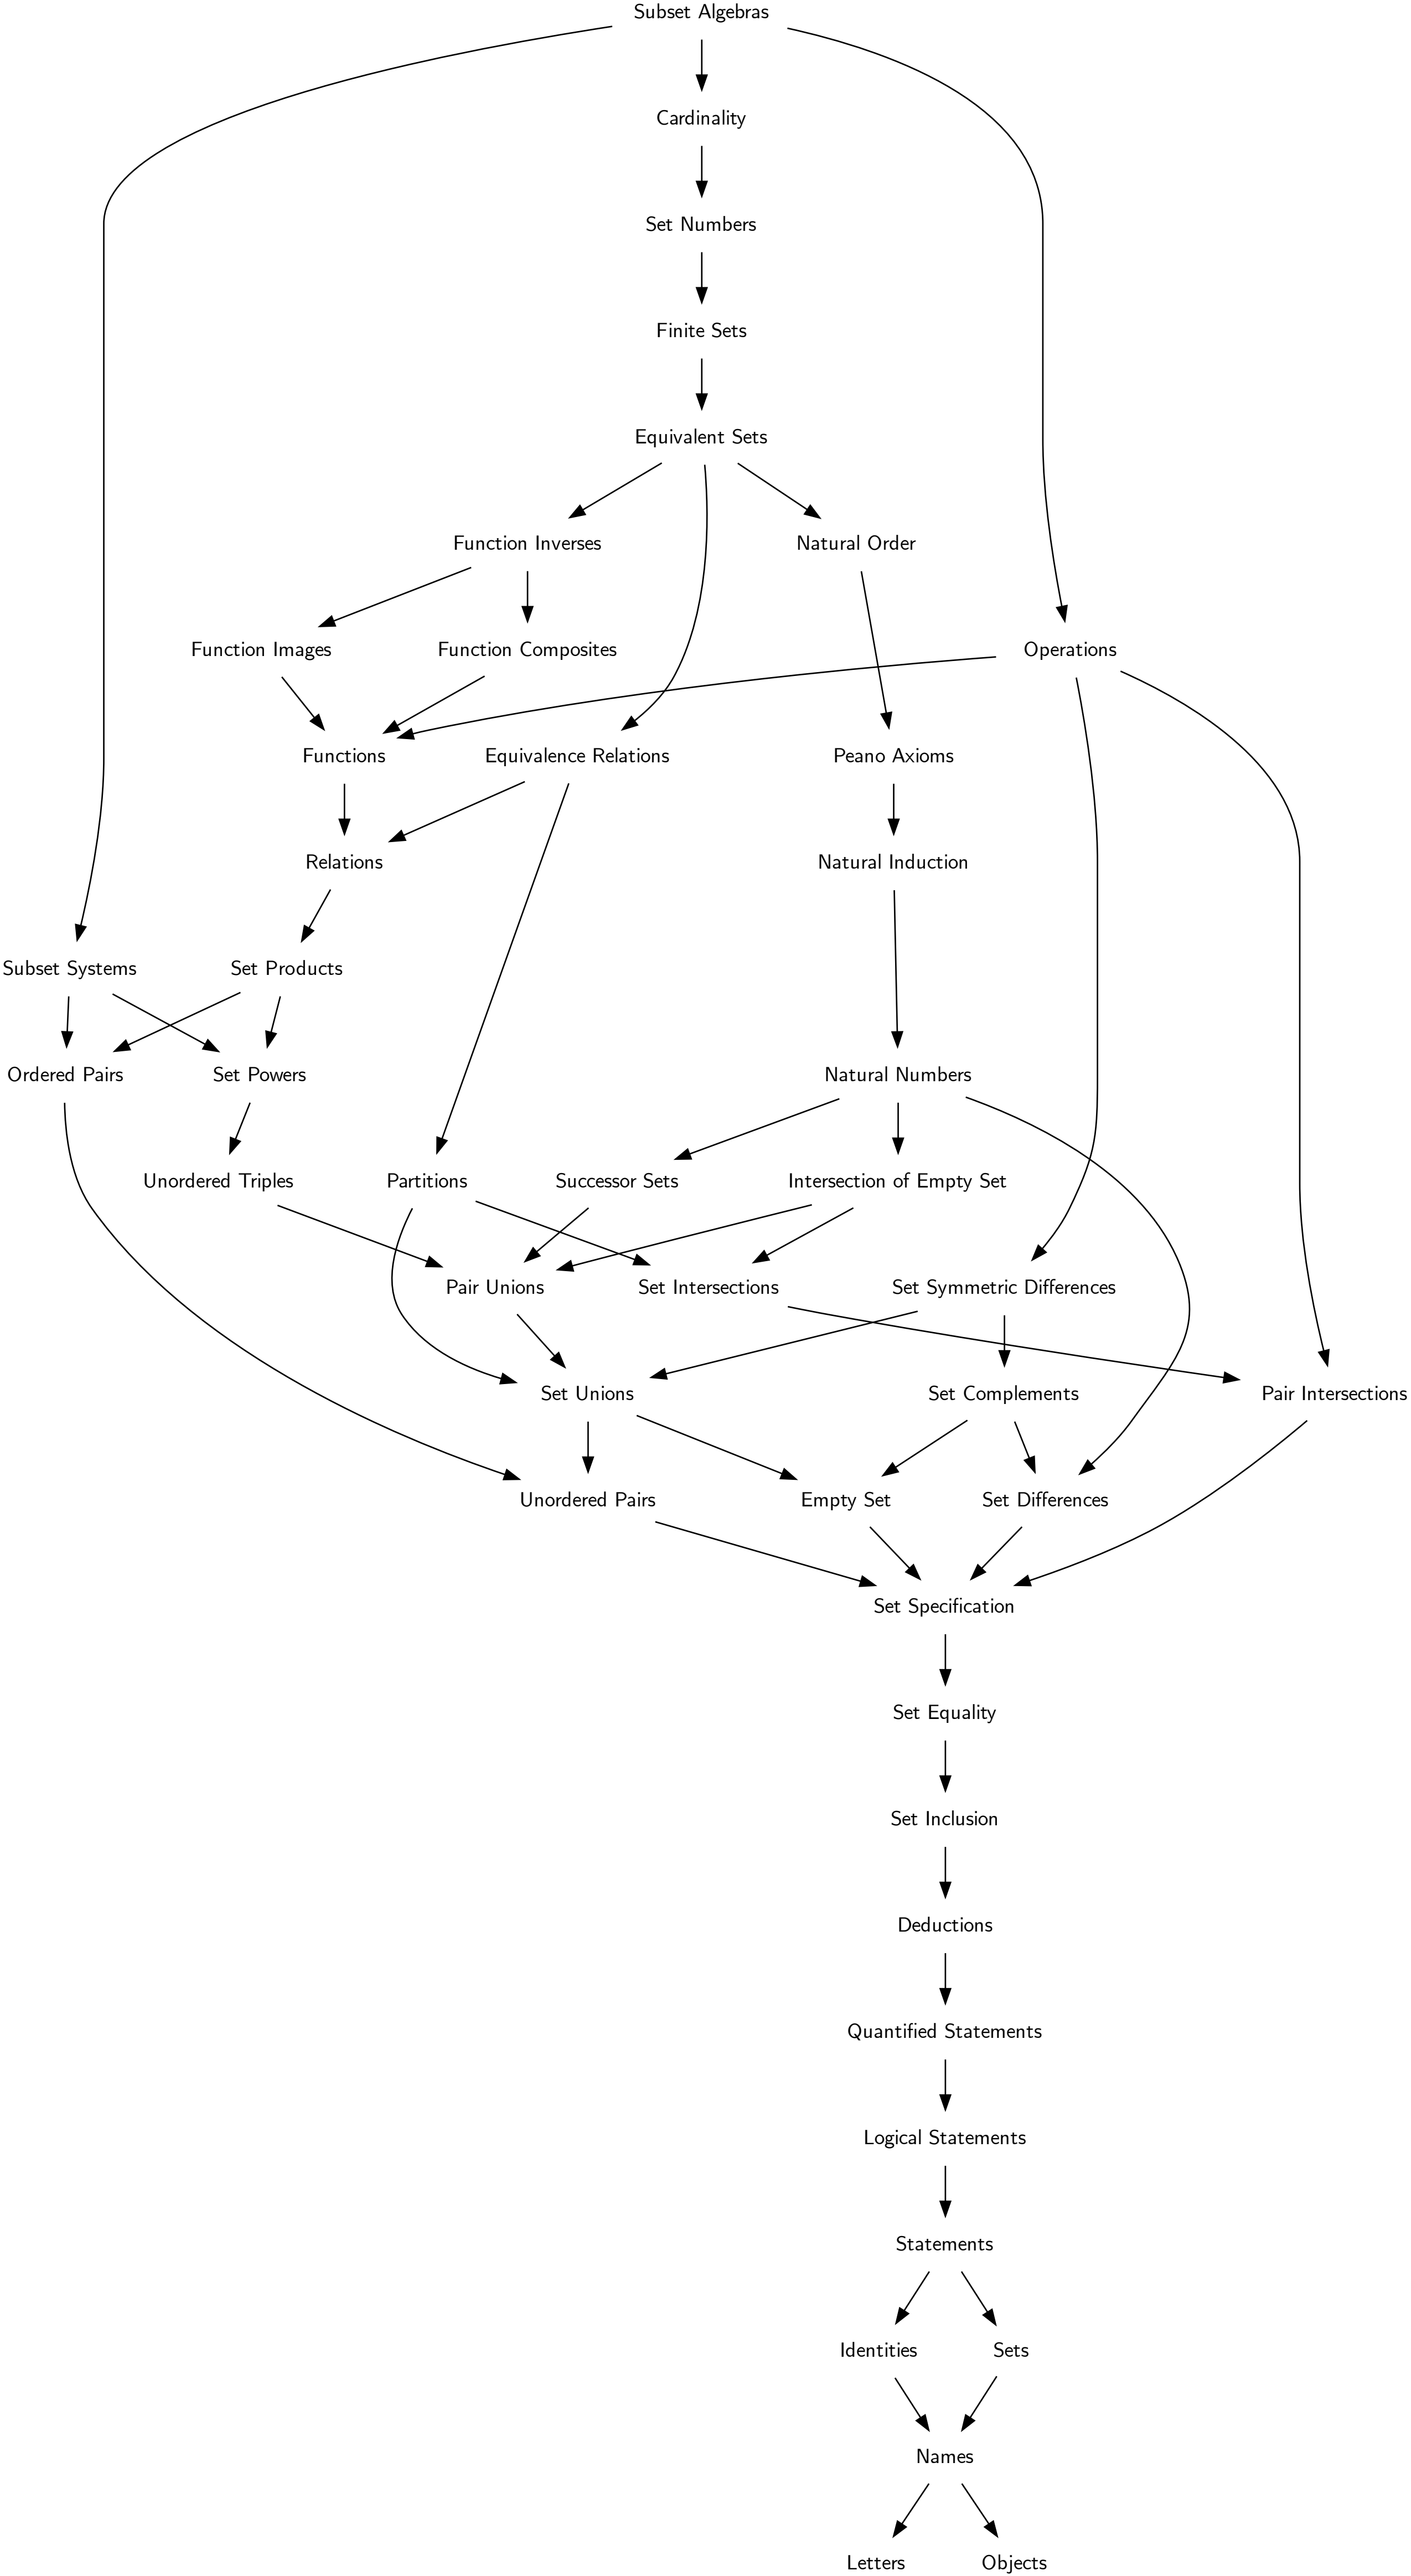 Subset Algebras
Cardinality
Set Numbers
Finite Sets
Equivalent Sets
Function Inverses
Natural Order
Function Images
Function Composites
Operations
Functions
Equivalence Relations
Peano Axioms
Relations
Natural Induction
Subset Systems
Set Products
Ordered Pairs
Set Powers
Natural Numbers
Unordered Triples
Partitions
Successor Sets
Intersection of Empty Set
Pair Unions
Set Intersections
Set Symmetric Differences
Set Unions
Set Complements
Pair Intersections
Unordered Pairs
Empty Set
Set Differences
Set Specification
Set Equality
Set Inclusion
Deductions
Quantified Statements
Logical Statements
Statements
Identities
Sets
Names
Letters
Objects